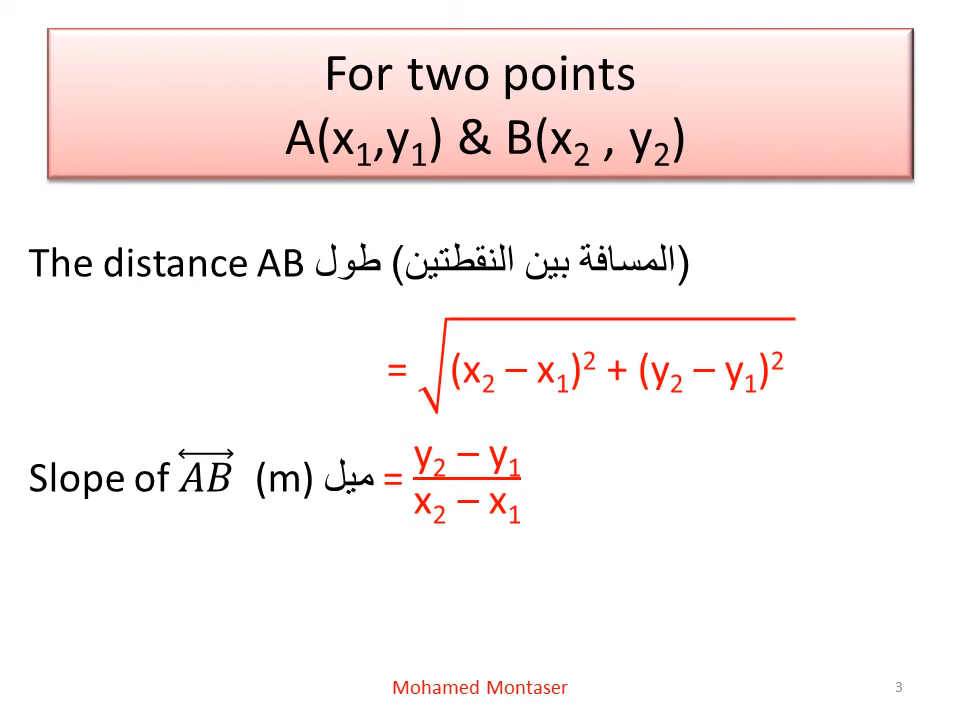 For two points
A(x₁,y₁) & B(x₂ , y₂)
The distance AB طول (المسافة بين النقطتين)
= √(x₂ – x₁)² + (y₂ – y₁)²
Slope of AB (m) ميل = y₂ – y₁
x₂ – x₁
Mohamed Montaser
3